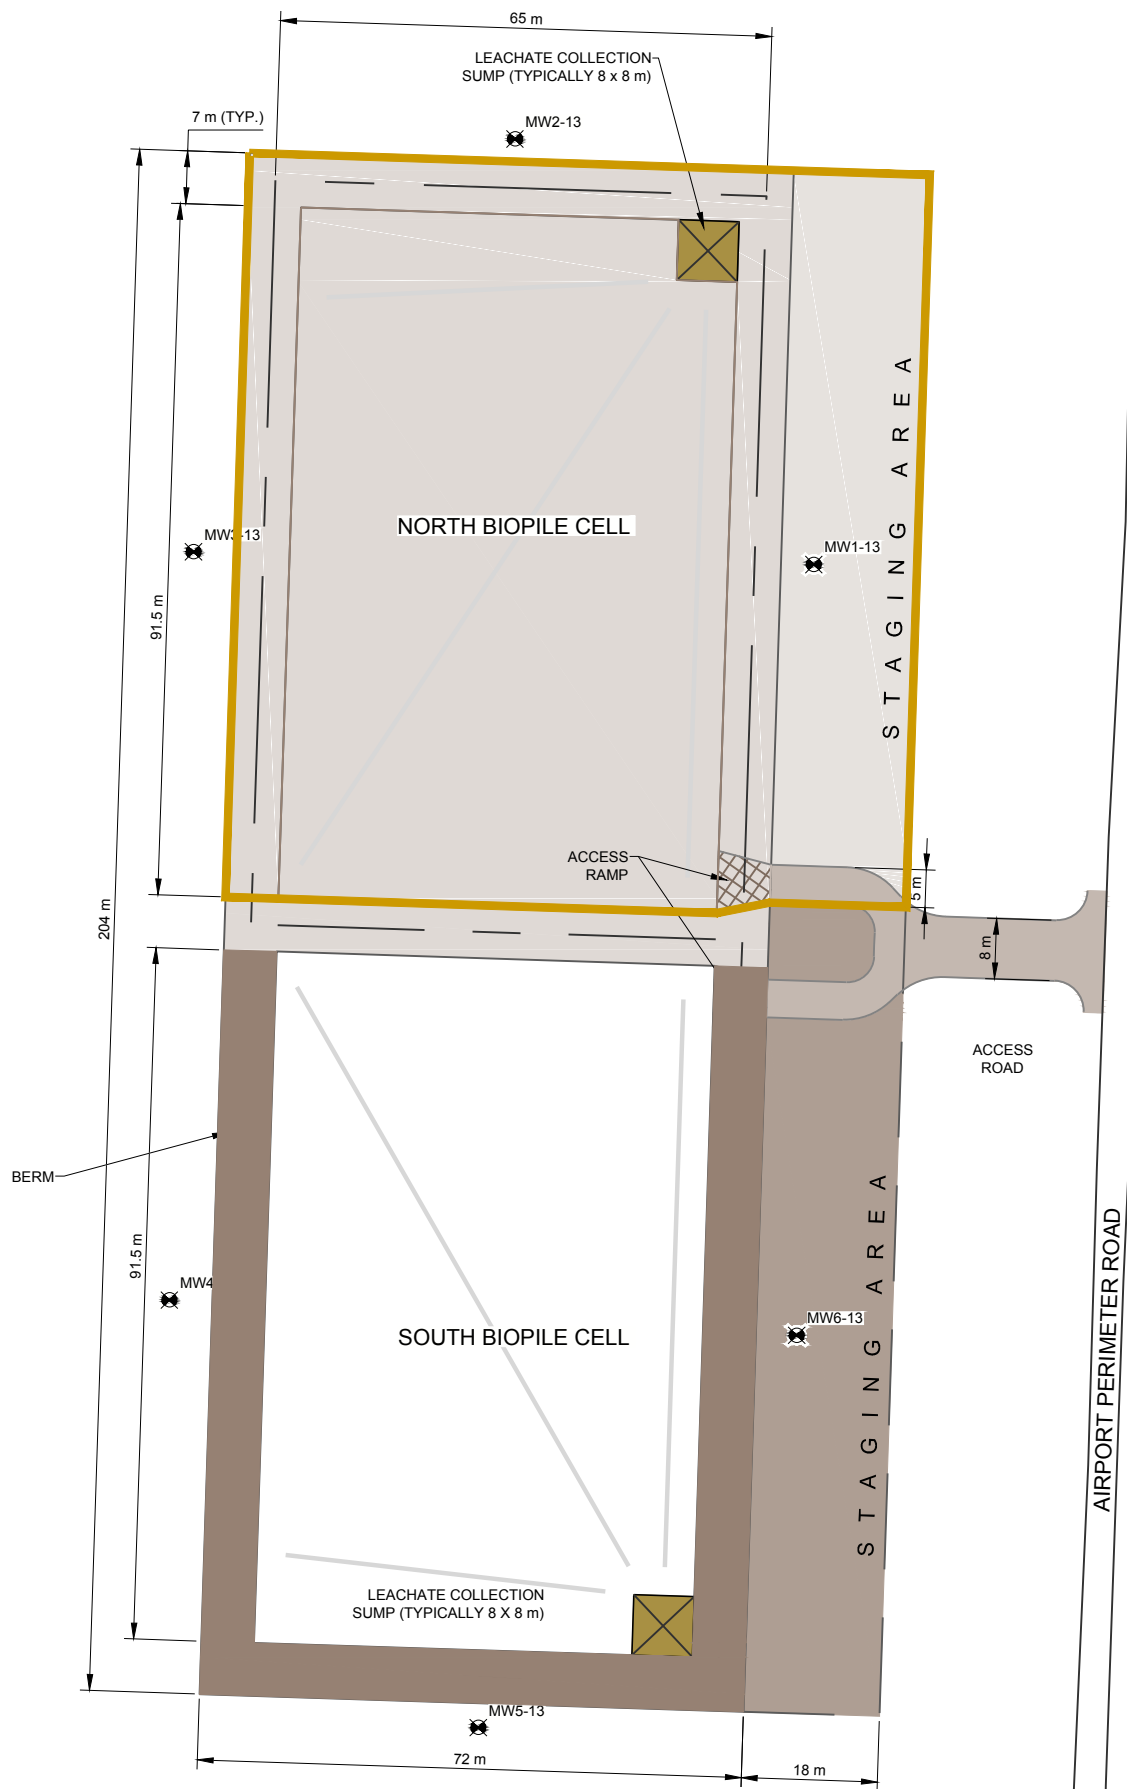 65 m
LEACHATE COLLECTION
SUMP (TYPICALLY 8 x 8 m)
7 m (TYP.)
MW2-13
STAGING AREA
NORTH BIOPILE CELL
MW3-13
MW1-13
91.5 m
ACCESS
RAMP
5 m
204 m
8 m
ACCESS
ROAD
BERM
STAGING AREA
91.5 m
MW4
AIRPORT PERIMETER ROAD
SOUTH BIOPILE CELL
MW6-13
LEACHATE COLLECTION
SUMP (TYPICALLY 8 X 8 m)
MW5-13
72 m
18 m